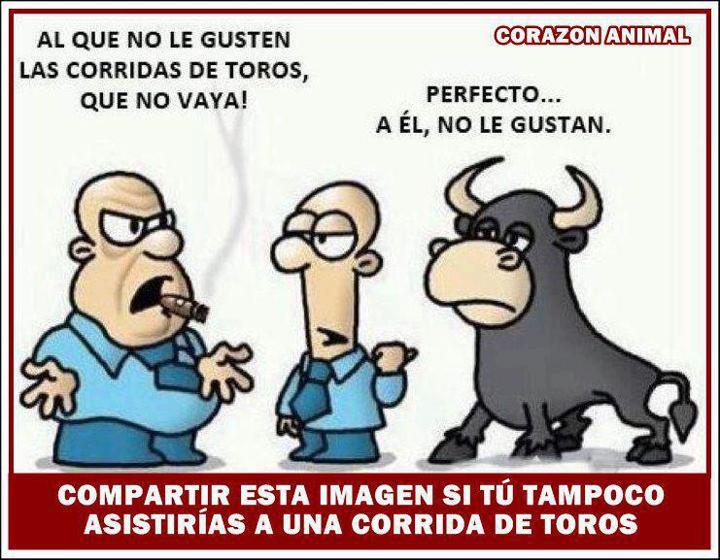 CORAZON ANIMAL
AL QUE NO LE GUSTEN
LAS CORRIDAS DE TOROS,
QUE NO VAYA!
PERFECTO...
A ÉL, NO LE GUSTAN.
COMPARTIR ESTA IMAGEN SI TÚ TAMPOCO
ASISTIRÍAS A UNA CORRIDA DE TOROS